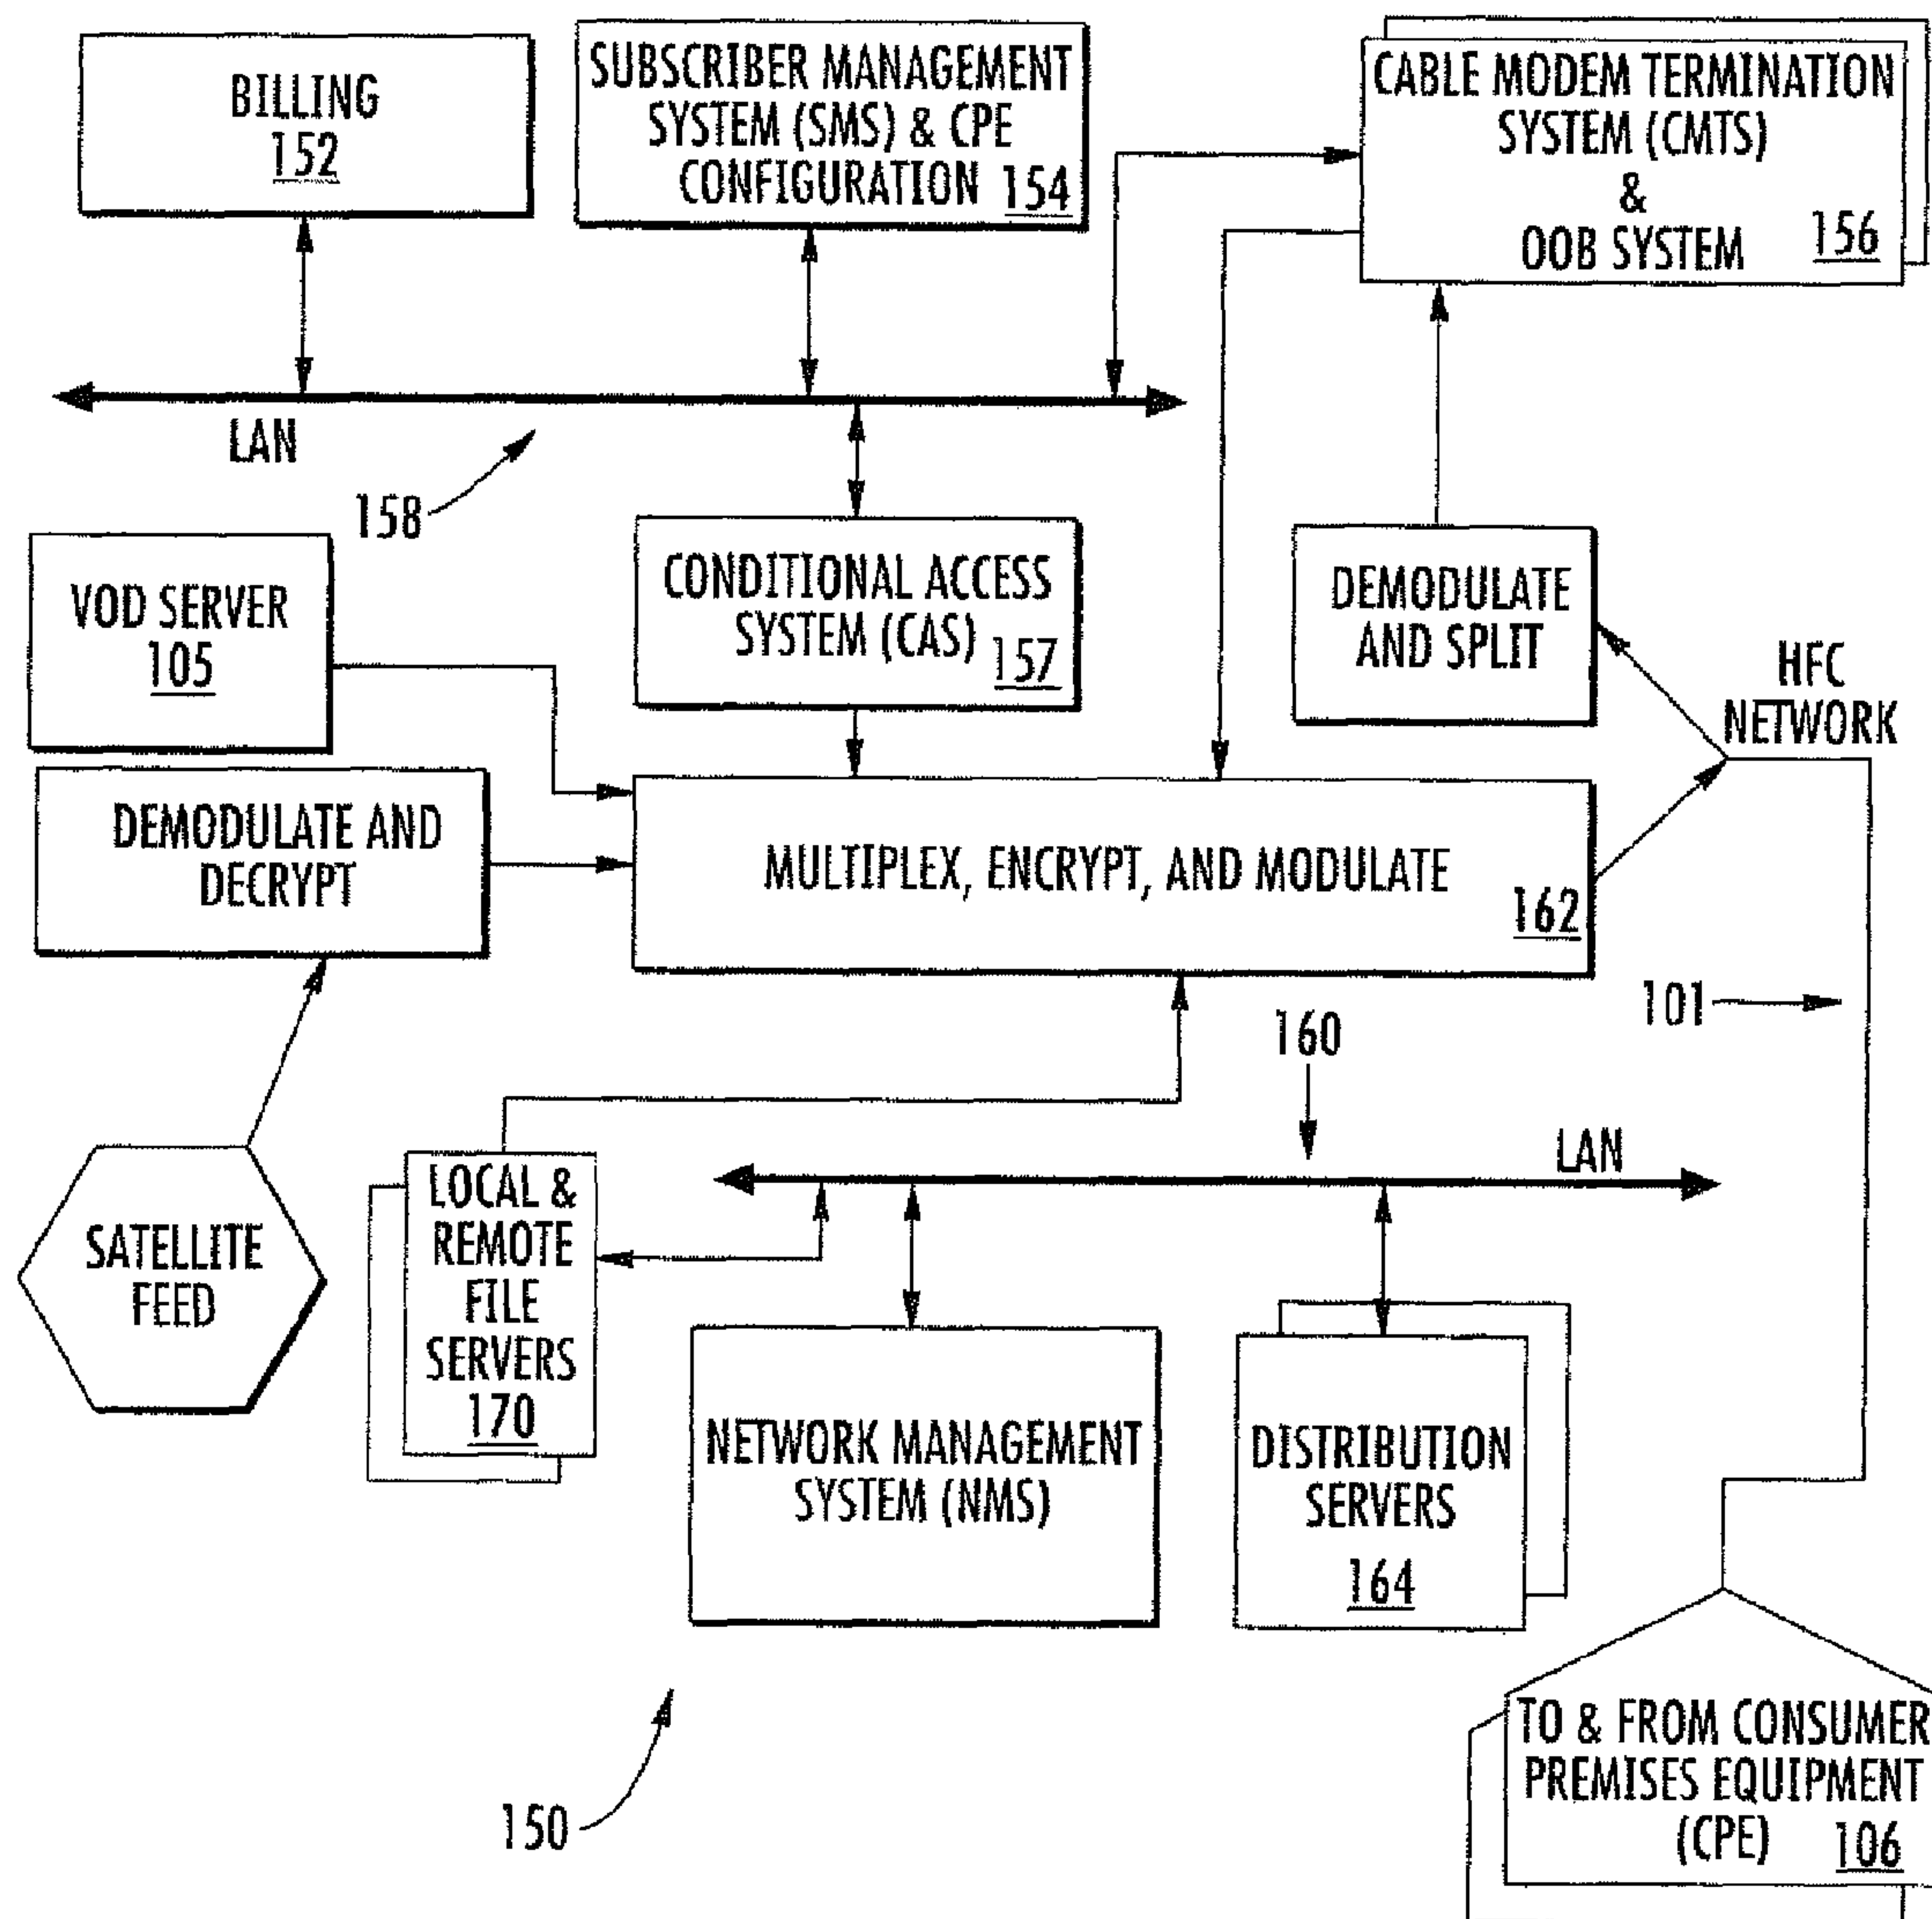 BILLING
152
SUBSCRIBER MANAGEMENT
SYSTEM (SMS) & CPE
CONFIGURATION 154
CABLE MODEM TERMINATION
SYSTEM (CMTS)
&
OOB SYSTEM 156
LAN
158
VOD SERVER
105
CONDITIONAL ACCESS
SYSTEM (CAS) 157
DEMODULATE
AND SPLIT
HFC
NETWORK
DEMODULATE AND
DECRYPT
MULTIPLEX, ENCRYPT, AND MODULATE
162
101
160
LAN
SATELLITE
FEED
LOCAL &
REMOTE
FILE
SERVERS
170
NETWORK MANAGEMENT
SYSTEM (NMS)
DISTRIBUTION
SERVERS
164
150
TO & FROM CONSUMER
PREMISES EQUIPMENT
(CPE) 106